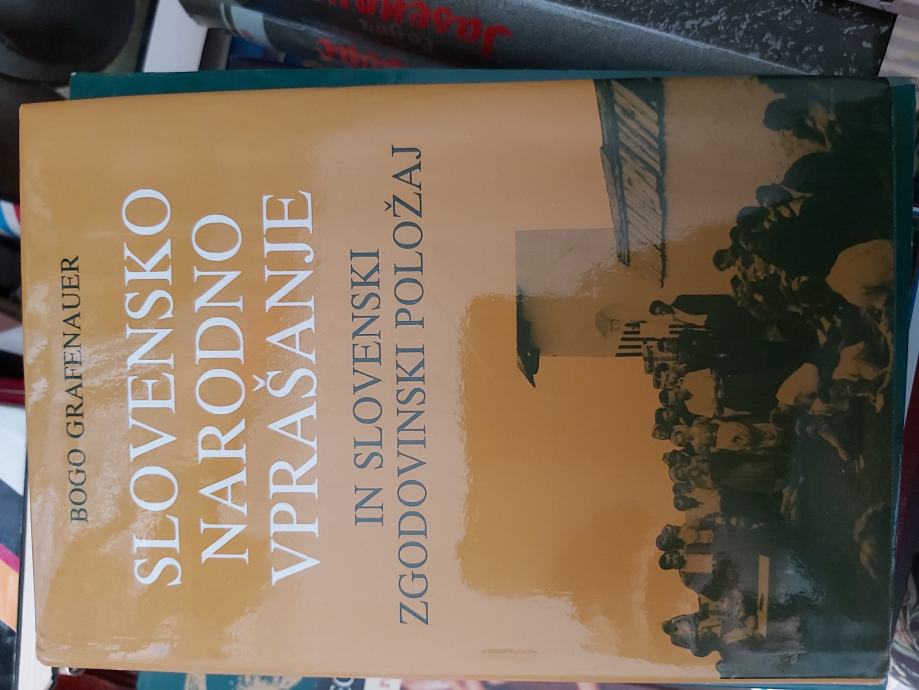 BOGO GRAFENAUER
SLOVENSKO
NARODNO
VPRAŠANJE
IN SLOVENSKI
ZGODOVINSKI POLOŽAJ